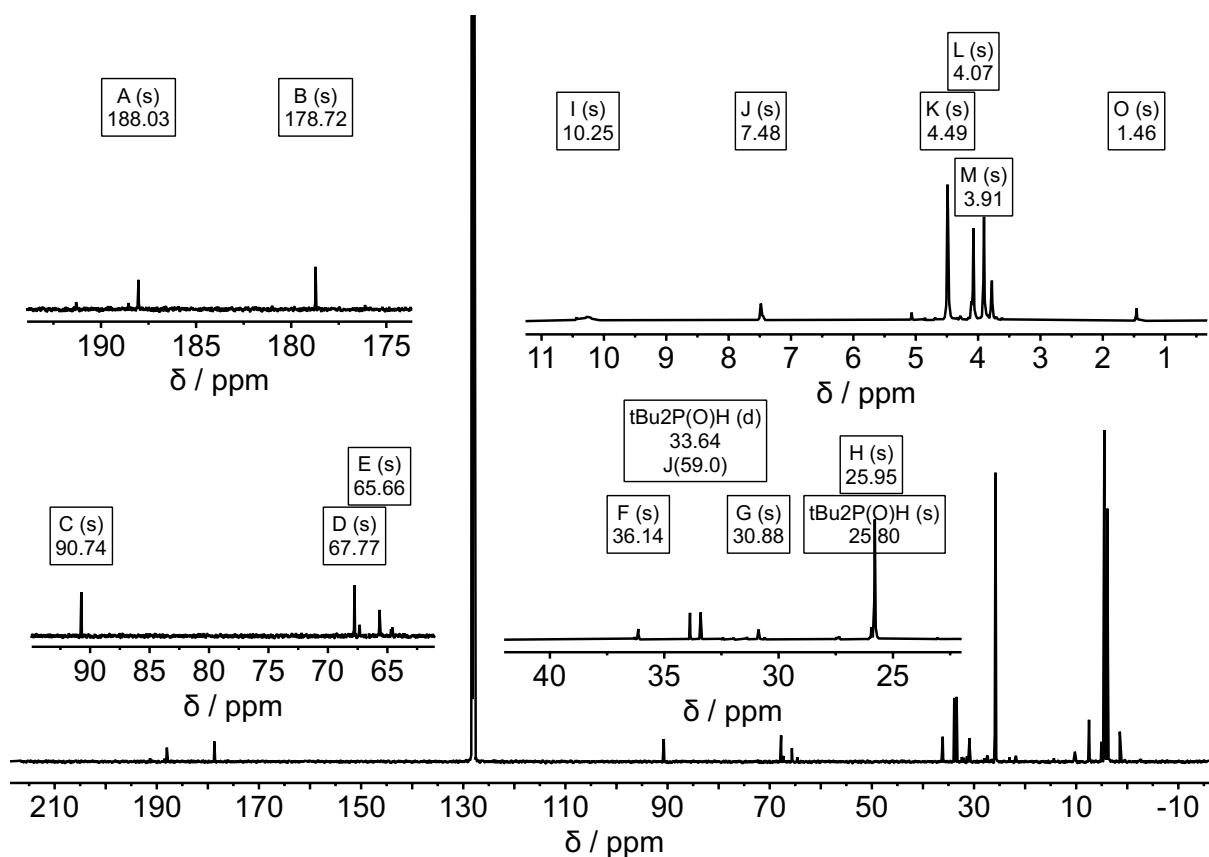 L (s)
4.07
A (s)
188.03
B (s)
178.72
I (s)
10.25
J (s)
7.48
K (s)
4.49
O (s)
1.46
M (s)
3.91
190 185 180 175
δ / ppm
11 10 9 8 7 6 5 4 3 2 1
δ / ppm
tBu2P(O)H (d)
33.64
J(59.0)
E (s)
65.66
H (s)
25.95
C (s)
90.74
D (s)
67.77
F (s)
36.14
G (s)
30.88
tBu2P(O)H (s)
25.80
90 85 80 75 70 65
δ / ppm
40 35 30 25
δ / ppm
210 190 170 150 130 110 90 70 50 30 10 -10
δ / ppm